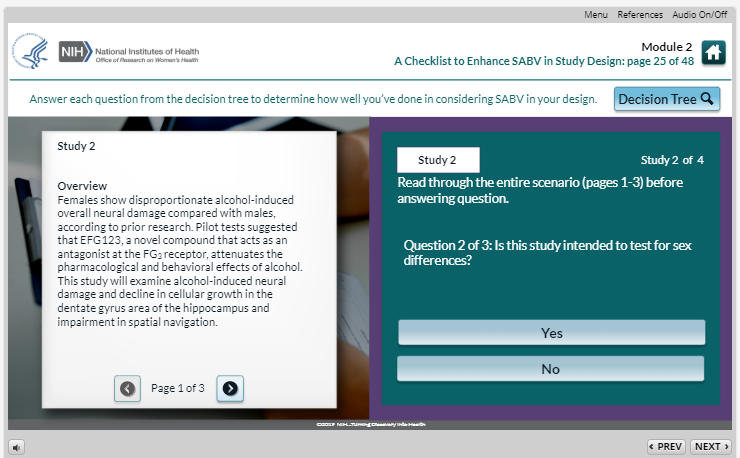 Menu References Audio On/Off
NIH National Institutes of Health
Office of Research on Women's Health
Module 2
A Checklist to Enhance SABV in Study Design: page 25 of 48
Answer each question from the decision tree to determine how well you've done in considering SABV in your design.
Decision Tree
Study 2
Overview
Females show disproportionate alcohol-induced
overall neural damage compared with males,
according to prior research. Pilot tests suggested
that EFG123, a novel compound that acts as an
antagonist at the FG₂ receptor, attenuates the
pharmacological and behavioral effects of alcohol.
This study will examine alcohol-induced neural
damage and decline in cellular growth in the
dentate gyrus area of the hippocampus and
impairment in spatial navigation.
Page 1 of 3
Study 2
Study 2 of 4
Read through the entire scenario (pages 1-3) before
answering question.
Question 2 of 3: Is this study intended to test for sex
differences?
Yes
No
NIH...Turning Discovery Into Health
PREV NEXT